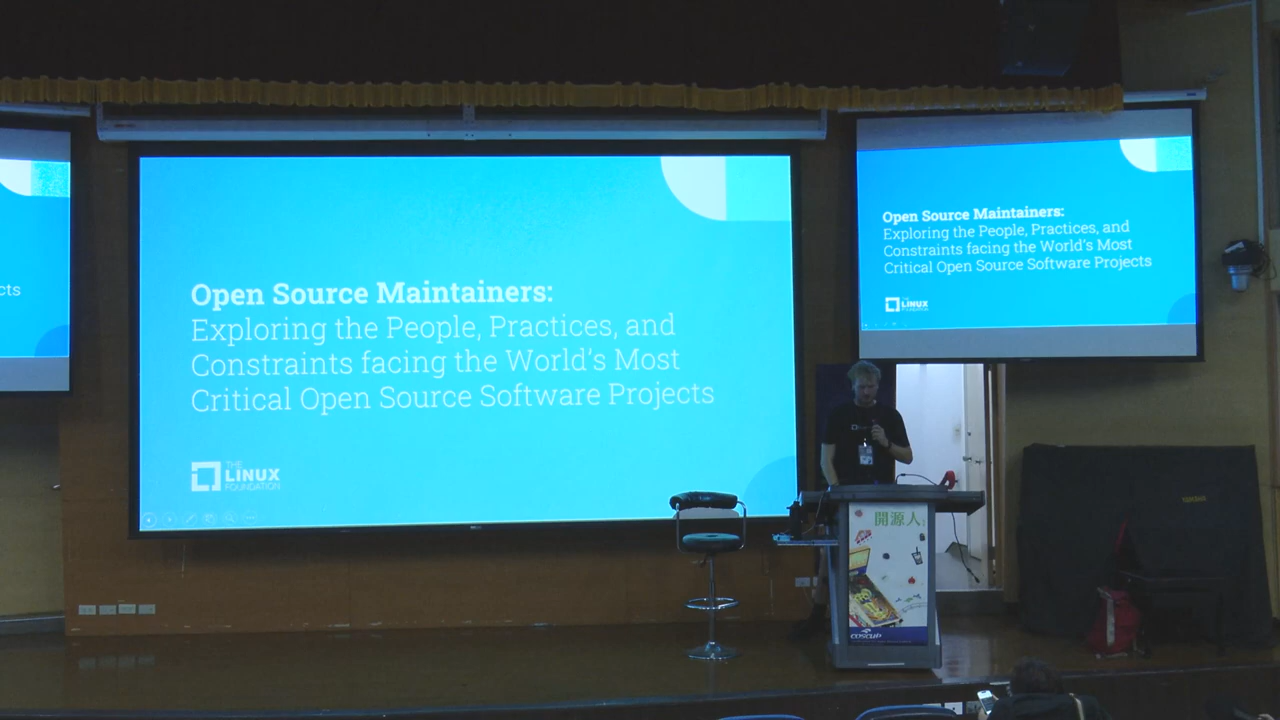 Open Source Maintainers:
Exploring the People, Practices, and
Constraints facing the World's Most
Critical Open Source Software Projects
THE
LINUX
FOUNDATION
Open Source Maintainers:
Exploring the People, Practices, and
Constraints facing the World's Most
Critical Open Source Software Projects
THE
LINUX
FOUNDATION
cts
開源人
COSCUP